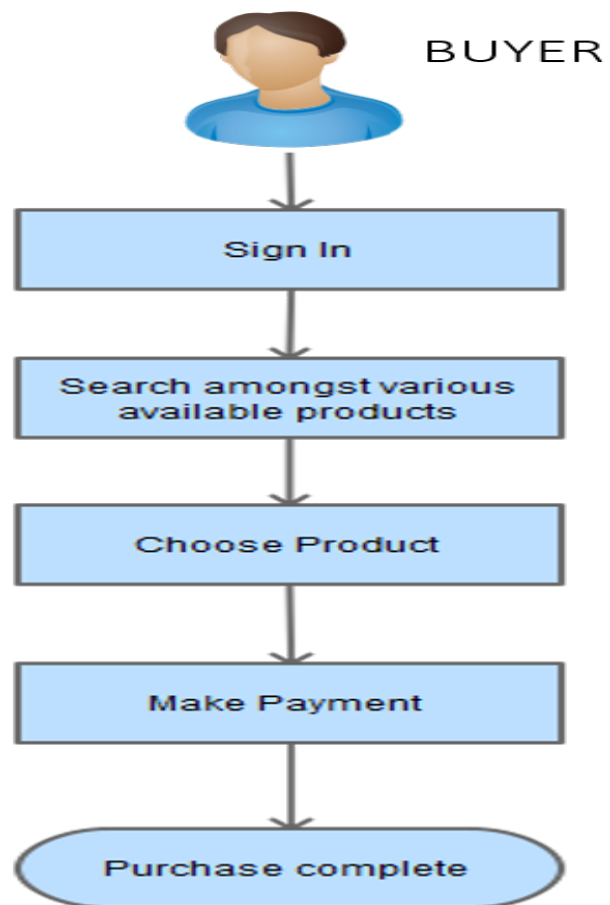 BUYER
Sign In
Search amongst various
available products
Choose Product
Make Payment
Purchase complete